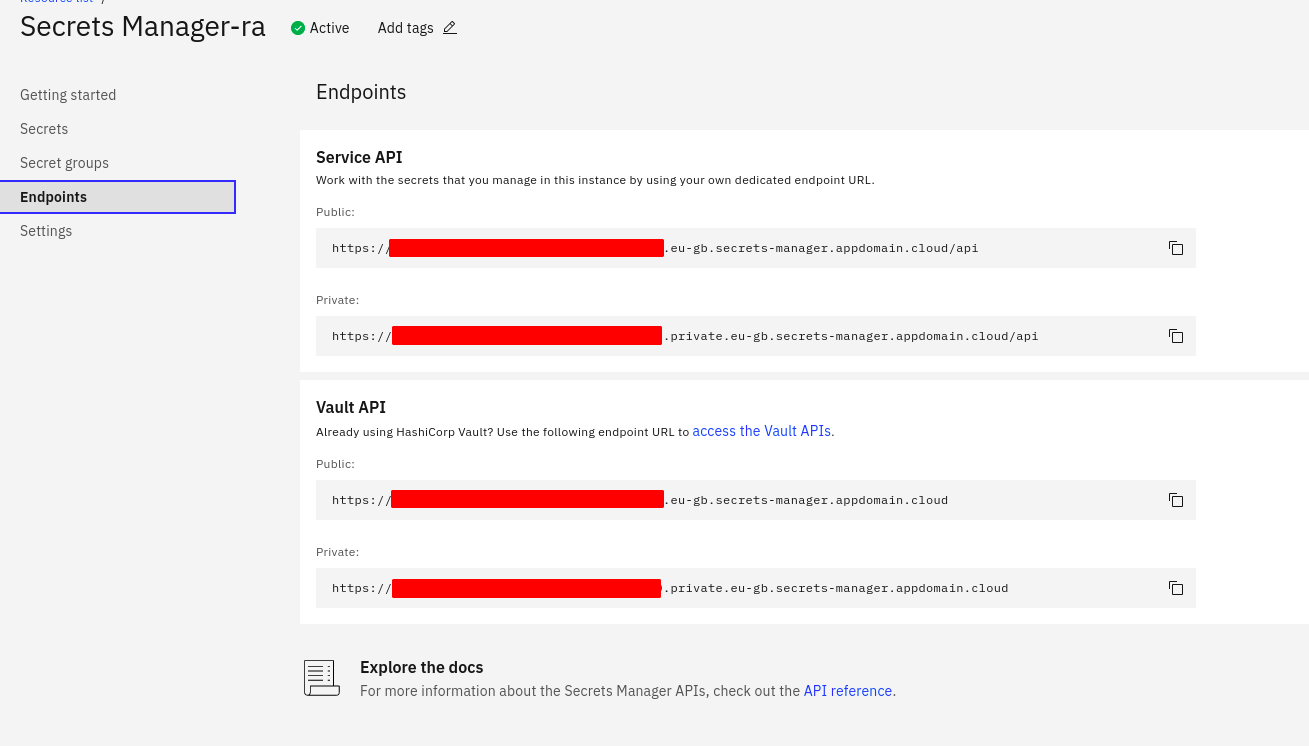 Resource list /
Secrets Manager-ra
Active
Add tags
Getting started
Secrets
Secret groups
Endpoints
Settings
Endpoints
Service API
Work with the secrets that you manage in this instance by using your own dedicated endpoint URL.
Public:
https:// .eu-gb.secrets-manager.appdomain.cloud/api
Private:
https:// .private.eu-gb.secrets-manager.appdomain.cloud/api
Vault API
Already using HashiCorp Vault? Use the following endpoint URL to access the Vault APIs.
Public:
https:// .eu-gb.secrets-manager.appdomain.cloud
Private:
https:// .private.eu-gb.secrets-manager.appdomain.cloud
Explore the docs
For more information about the Secrets Manager APIs, check out the API reference.